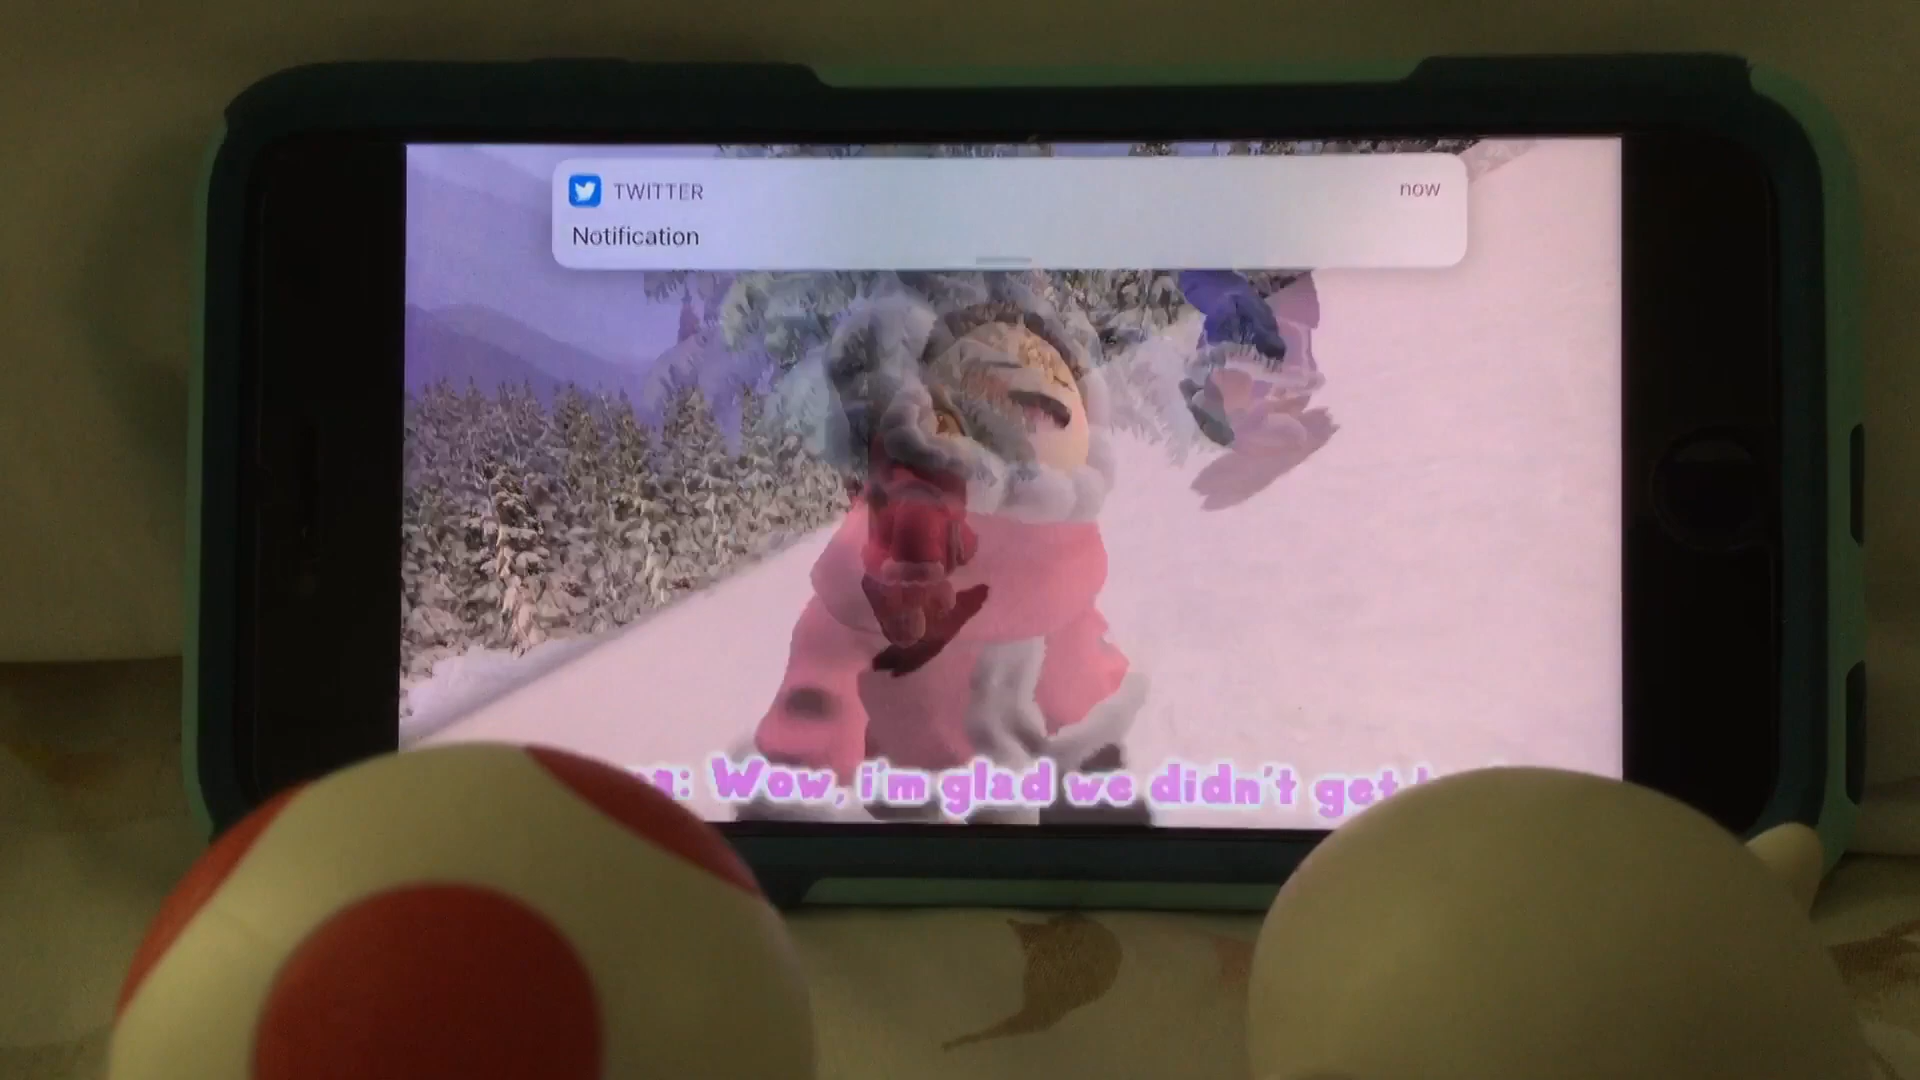 TWITTER
now
Notification
: Wow, i'm glad we didn't get